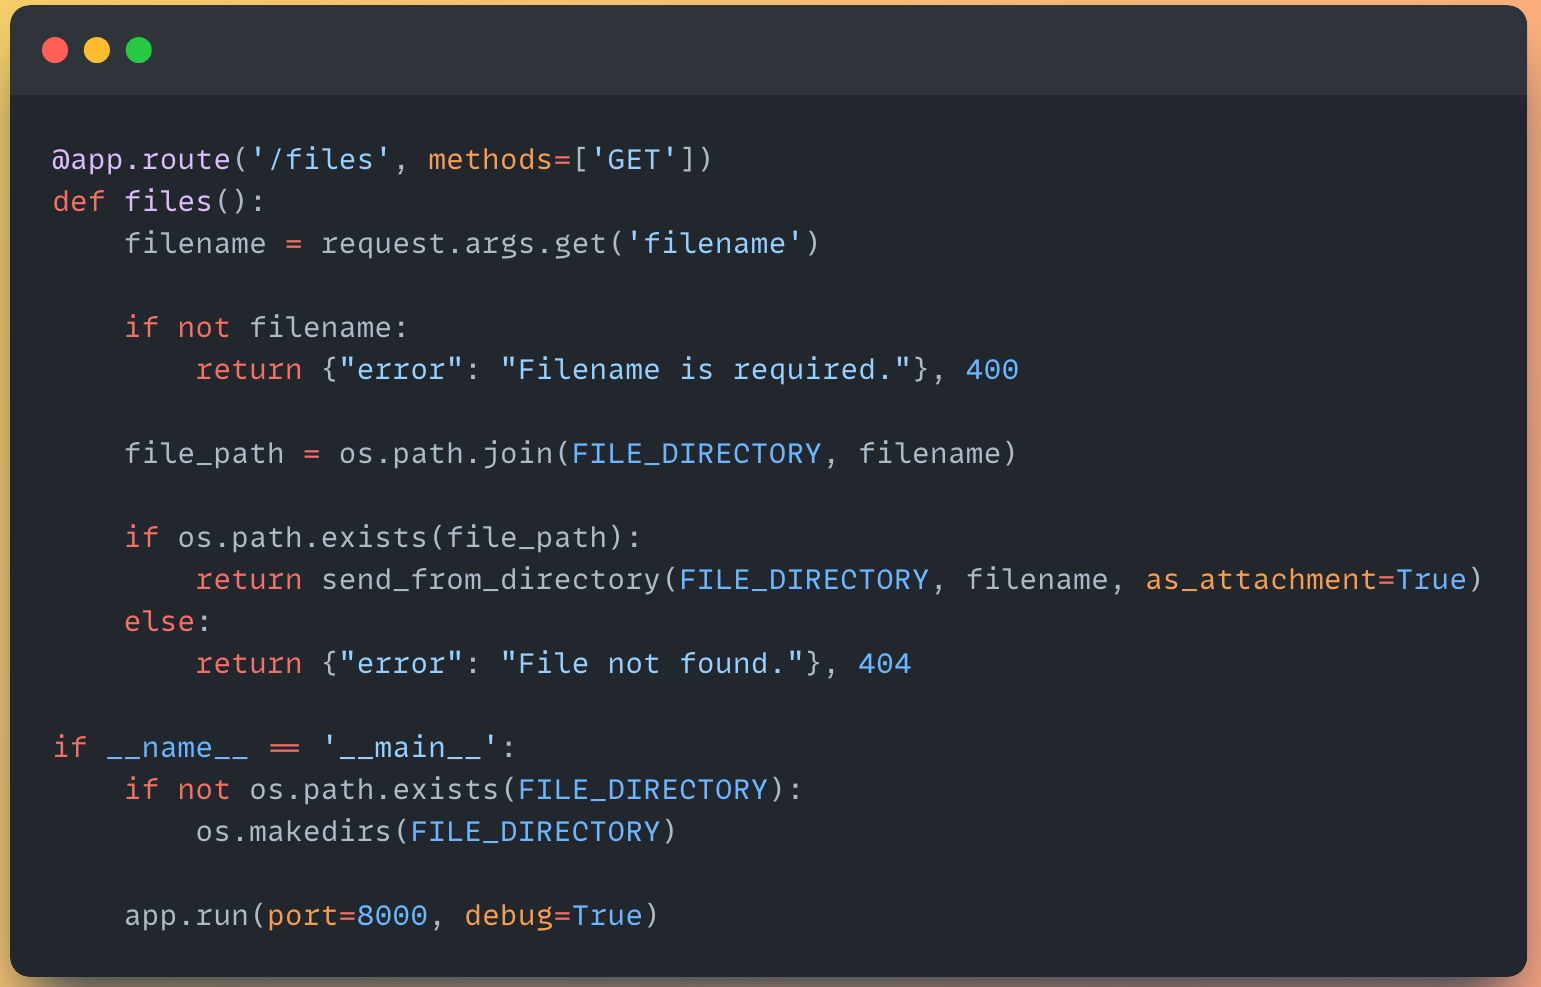 @app.route('/files', methods=['GET'])
def files():
    filename = request.args.get('filename')

    if not filename:
        return {"error": "Filename is required."}, 400

    file_path = os.path.join(FILE_DIRECTORY, filename)

    if os.path.exists(file_path):
        return send_from_directory(FILE_DIRECTORY, filename, as_attachment=True)
    else:
        return {"error": "File not found."}, 404

if __name__ == '__main__':
    if not os.path.exists(FILE_DIRECTORY):
        os.makedirs(FILE_DIRECTORY)

    app.run(port=8000, debug=True)